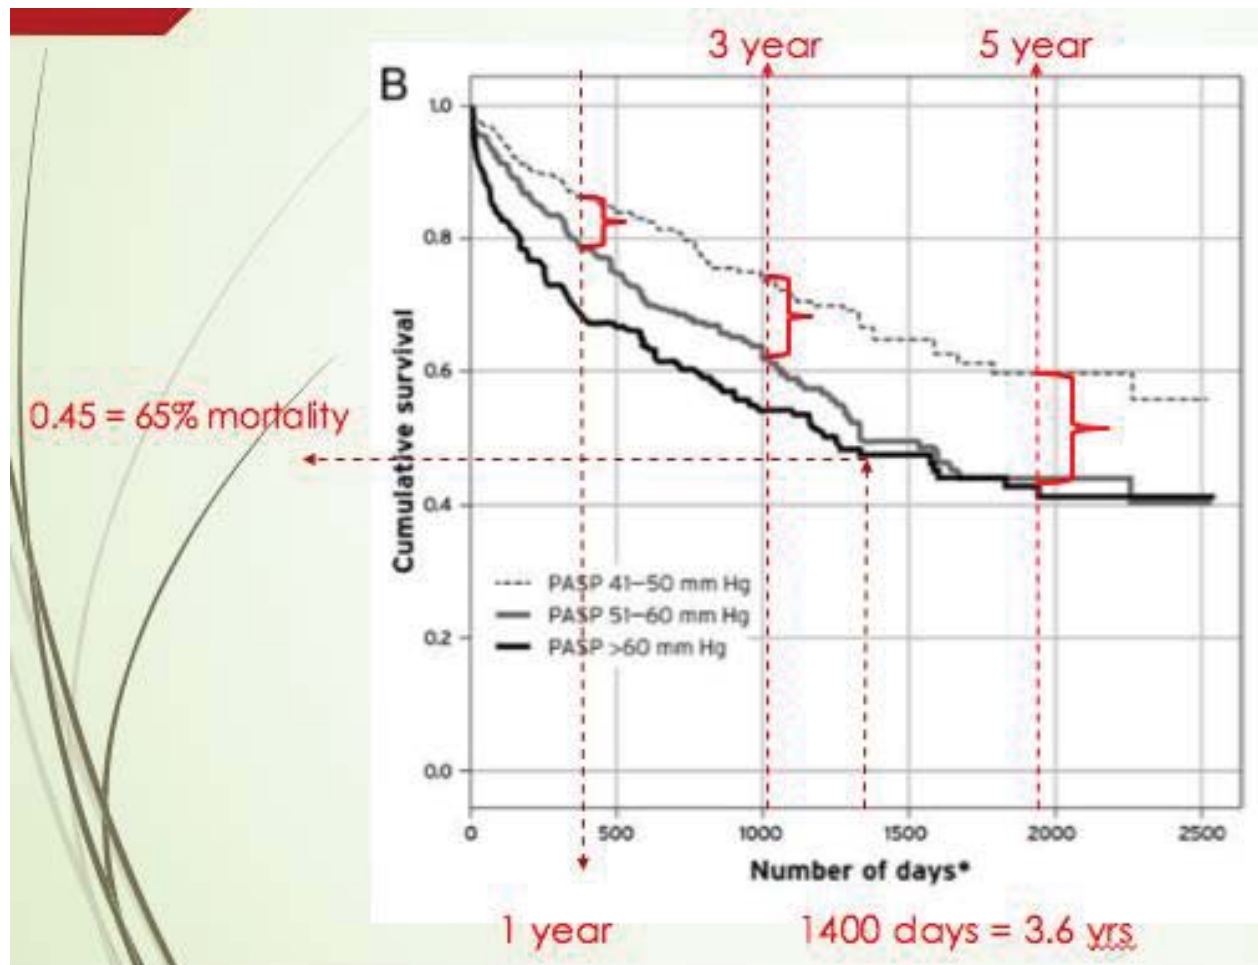 3 year
5 year
B
1.0
0.8
0.6
0.4
0.2
0.0
Cumulative survival
0.45 = 65% mortality
PASP 41–50 mm Hg
PASP 51–60 mm Hg
PASP >60 mm Hg
0
500
1000
1500
2000
2500
Number of days*
1 year
1400 days = 3.6 yrs